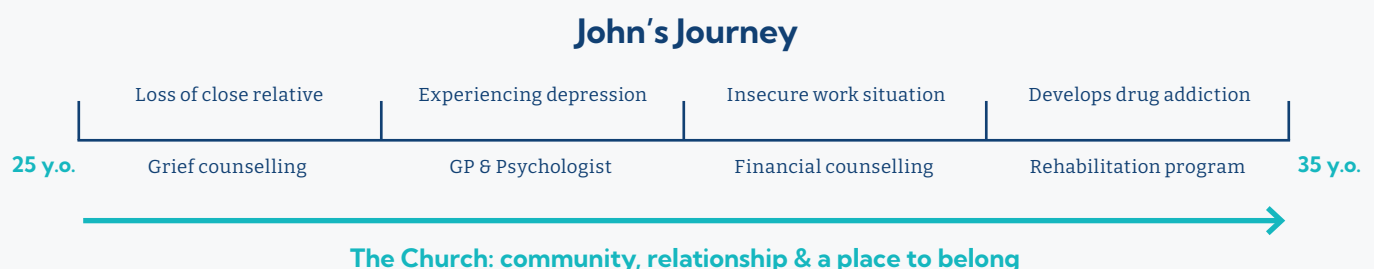 John's Journey
Loss of close relative
Experiencing depression
Insecure work situation
Develops drug addiction
25 y.o.
Grief counselling
GP & Psychologist
Financial counselling
Rehabilitation program
35 y.o.
The Church: community, relationship & a place to belong